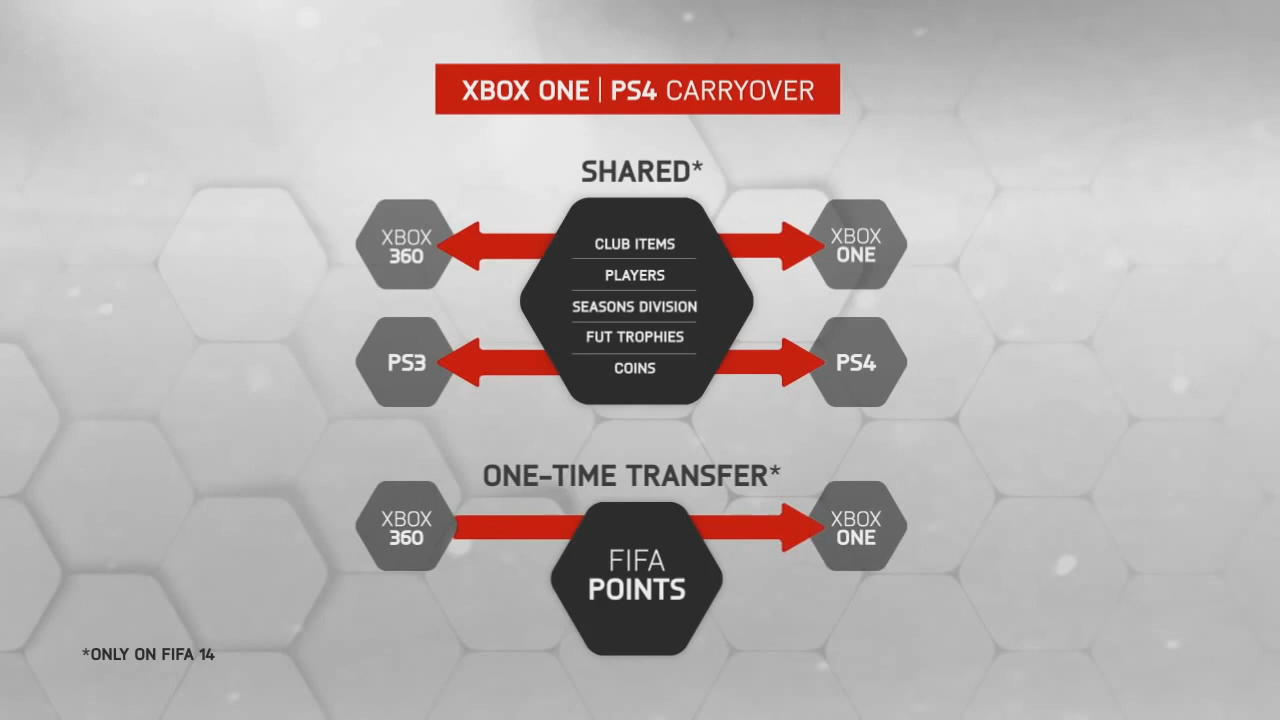 XBOX ONE | PS4 CARRYOVER
SHARED*
XBOX
360
CLUB ITEMS
PLAYERS
SEASONS DIVISION
FUT TROPHIES
COINS
XBOX
ONE
PS3
PS4
ONE-TIME TRANSFER*
XBOX
360
FIFA
POINTS
XBOX
ONE
*ONLY ON FIFA 14